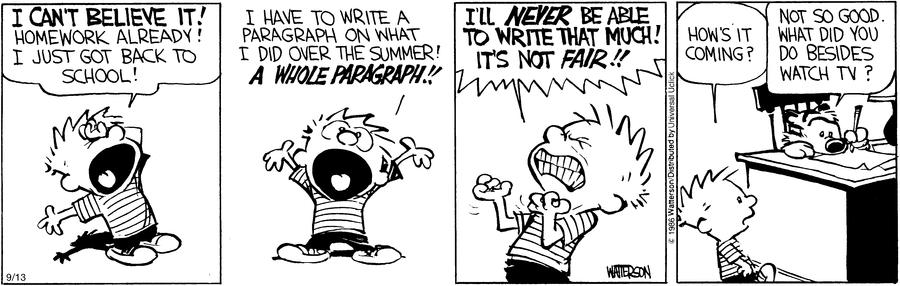 I CAN'T BELIEVE IT!
HOMEWORK ALREADY!
I JUST GOT BACK TO
SCHOOL!
9/13
I HAVE TO WRITE A
PARAGRAPH ON WHAT
I DID OVER THE SUMMER!
A WHOLE PARAGRAPH!!
I'LL NEVER BE ABLE
TO WRITE THAT MUCH!
IT'S NOT FAIR!!
WATTERSON
© 1986 Watterson/Distributed by Universal Uclick
HOW'S IT
COMING?
NOT SO GOOD.
WHAT DID YOU
DO BESIDES
WATCH TV?